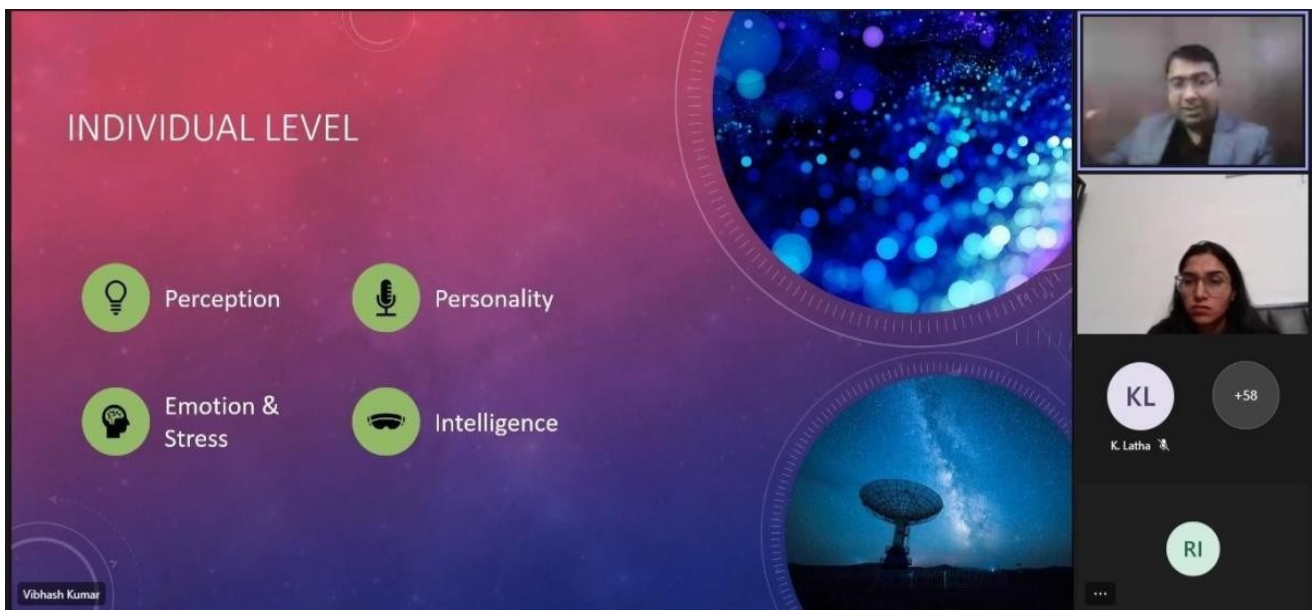 INDIVIDUAL LEVEL
Perception
Personality
Emotion &
Stress
Intelligence
Vibhash Kumar
KL
+58
K. Latha
RI
...